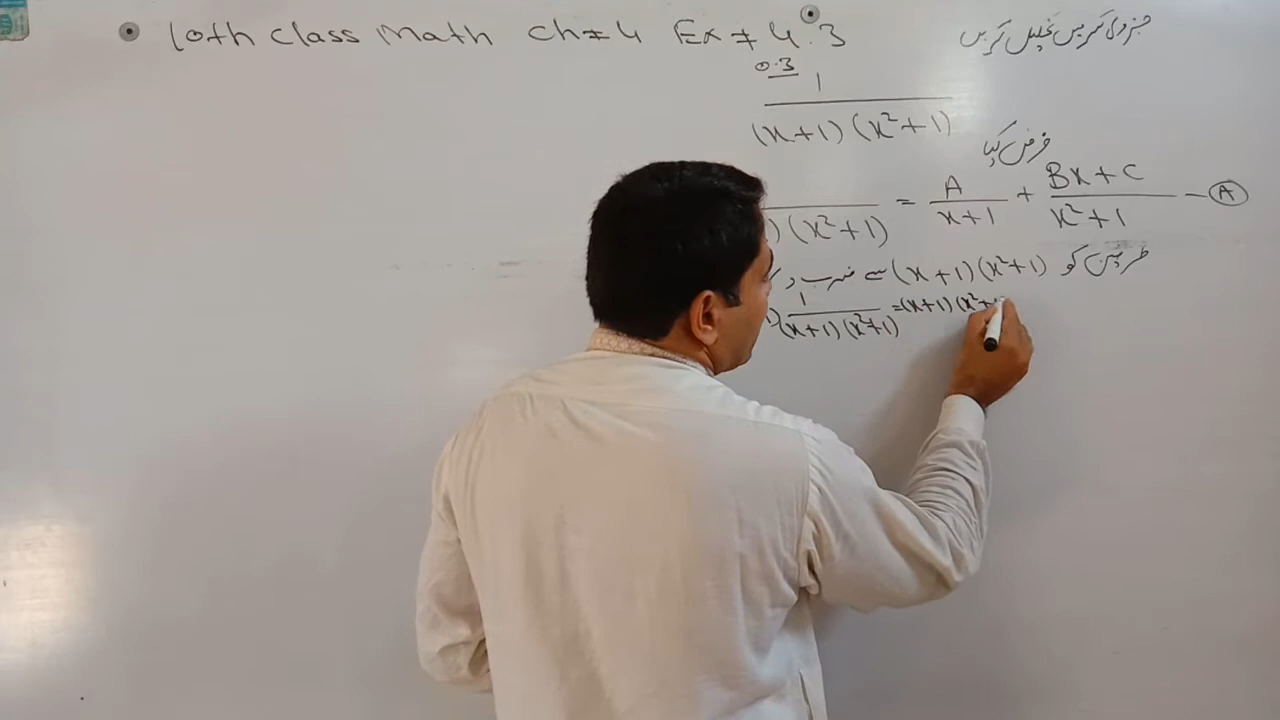 10th class Math ch # 4 Ex # 4.3
جزوی کسر میں تحلیل کریں
Q.3
1/(x+1)(x²+1)
فرض کیا
)(x²+1) = A/x+1 + Bx+C/x²+1 — Ⓐ
طرفین کو (x+1)(x²+1) سے ضرب د
1) 1/(x+1)(x²+1) =(x+1)(x²+